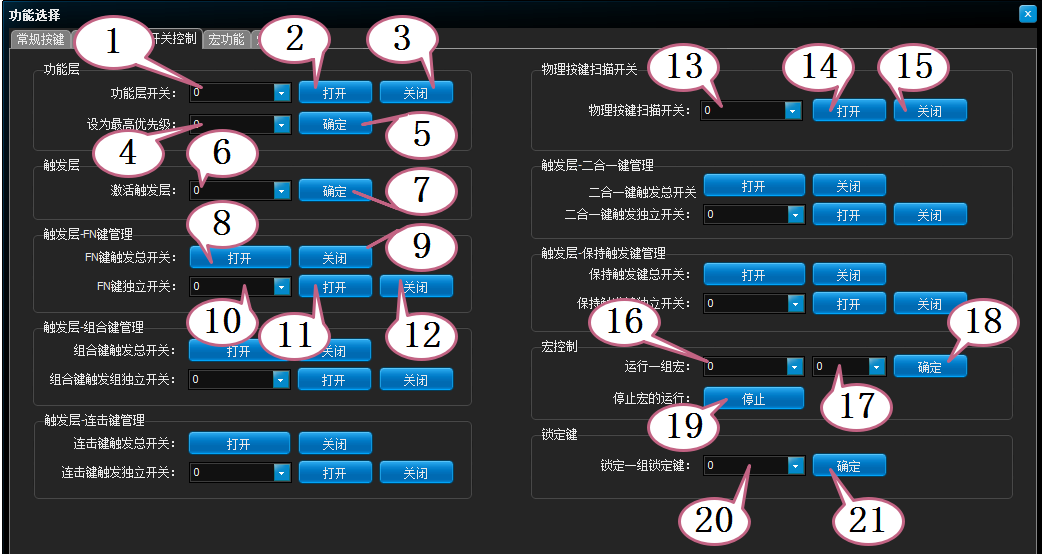 功能选择
常规按键 开关控制 宏功能
1 2 3
功能层
功能层开关： 0 打开 关闭
设为最高优先级： 0 确定
4 5
触发层
6
激活触发层： 0 确定
7
触发层-FN键管理
8 9
FN键触发总开关： 打开 关闭
FN键独立开关： 0 打开 关闭
10 11 12
触发层-组合键管理
组合键触发总开关： 打开 关闭
组合键触发组独立开关： 0 打开 关闭
触发层-连击键管理
连击键触发总开关： 打开 关闭
连击键触发独立开关： 0 打开 关闭
物理按键扫描开关
13 14 15
物理按键扫描开关： 0 打开 关闭
触发层-二合一键管理
二合一键触发总开关 打开 关闭
二合一键触发独立开关： 0 打开 关闭
触发层-保持触发键管理
保持触发键总开关： 打开 关闭
保持触发键独立开关： 0 打开 关闭
16 18
宏控制
运行一组宏： 0 0 确定
17
停止宏的运行： 停止
19
锁定键
锁定一组锁定键： 0 确定
20 21